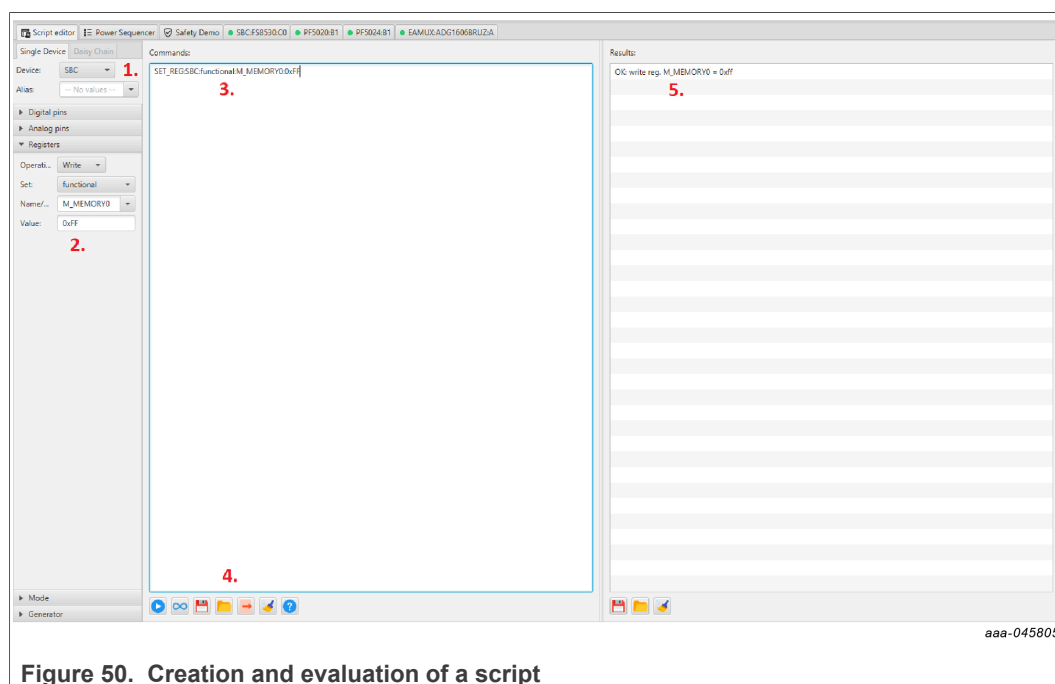 Script editor Power Sequencer Safety Demo SBC:FS8530:C0 PF5020:B1 PF5024:B1 EAMUX:ADG1606BRUZ:A
Single Device Daisy Chain
Device: SBC 1.
Alias: -- No values --
Digital pins
Analog pins
Registers
Operati... Write
Set: functional
Name/... M_MEMORY0
Value: 0xFF
2.
Mode
Generator
Commands:
SET_REG:SBC:functional:M_MEMORY0:0xFF
3.
4.
Results:
OK: write reg. M_MEMORY0 = 0xff
5.
aaa-045805
Figure 50. Creation and evaluation of a script